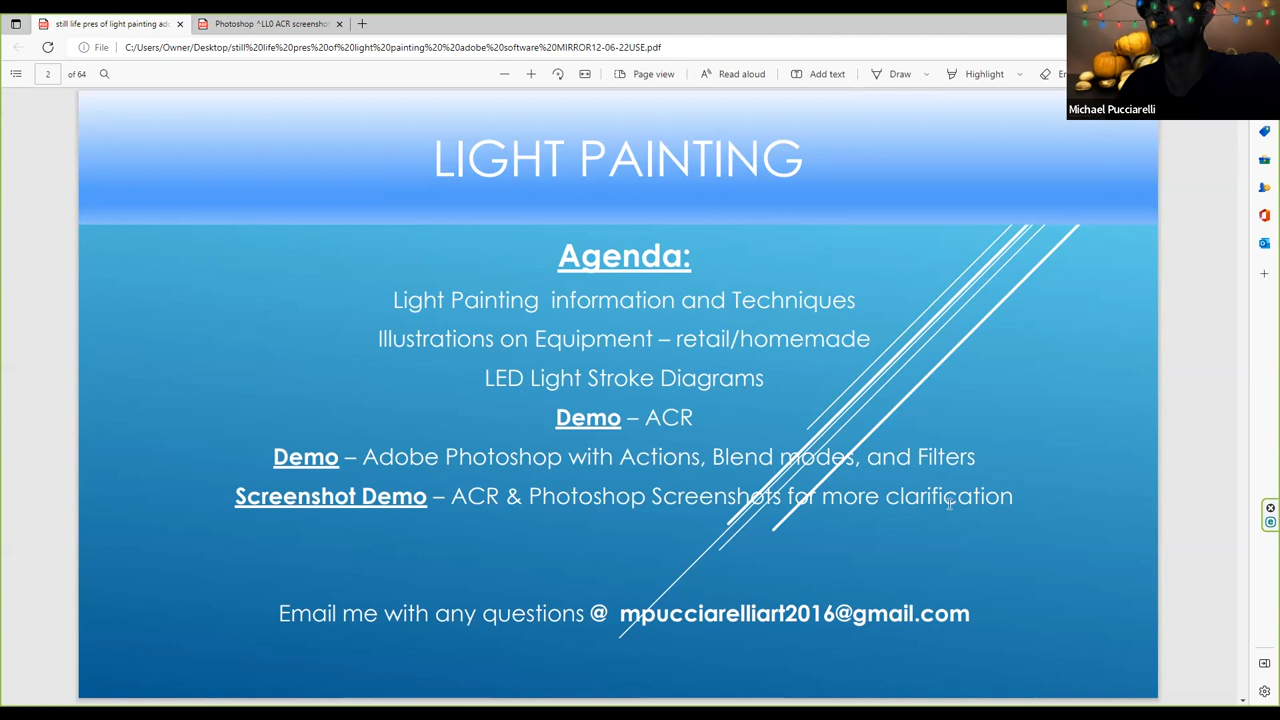 still life pres of light painting ado
Photoshop ^LL0 ACR screenshot
File
C:/Users/Owner/Desktop/still%20life%20pres%20of%20light%20painting%20%20adobe%20software%20MIRROR12-06-22USE.pdf
2 of 64
Page view
Read aloud
Add text
Draw
Highlight
Michael Pucciarelli
LIGHT PAINTING
Agenda:
Light Painting information and Techniques
Illustrations on Equipment – retail/homemade
LED Light Stroke Diagrams
Demo – ACR
Demo – Adobe Photoshop with Actions, Blend modes, and Filters
Screenshot Demo – ACR & Photoshop Screenshots for more clarification
Email me with any questions @ mpucciarelliart2016@gmail.com